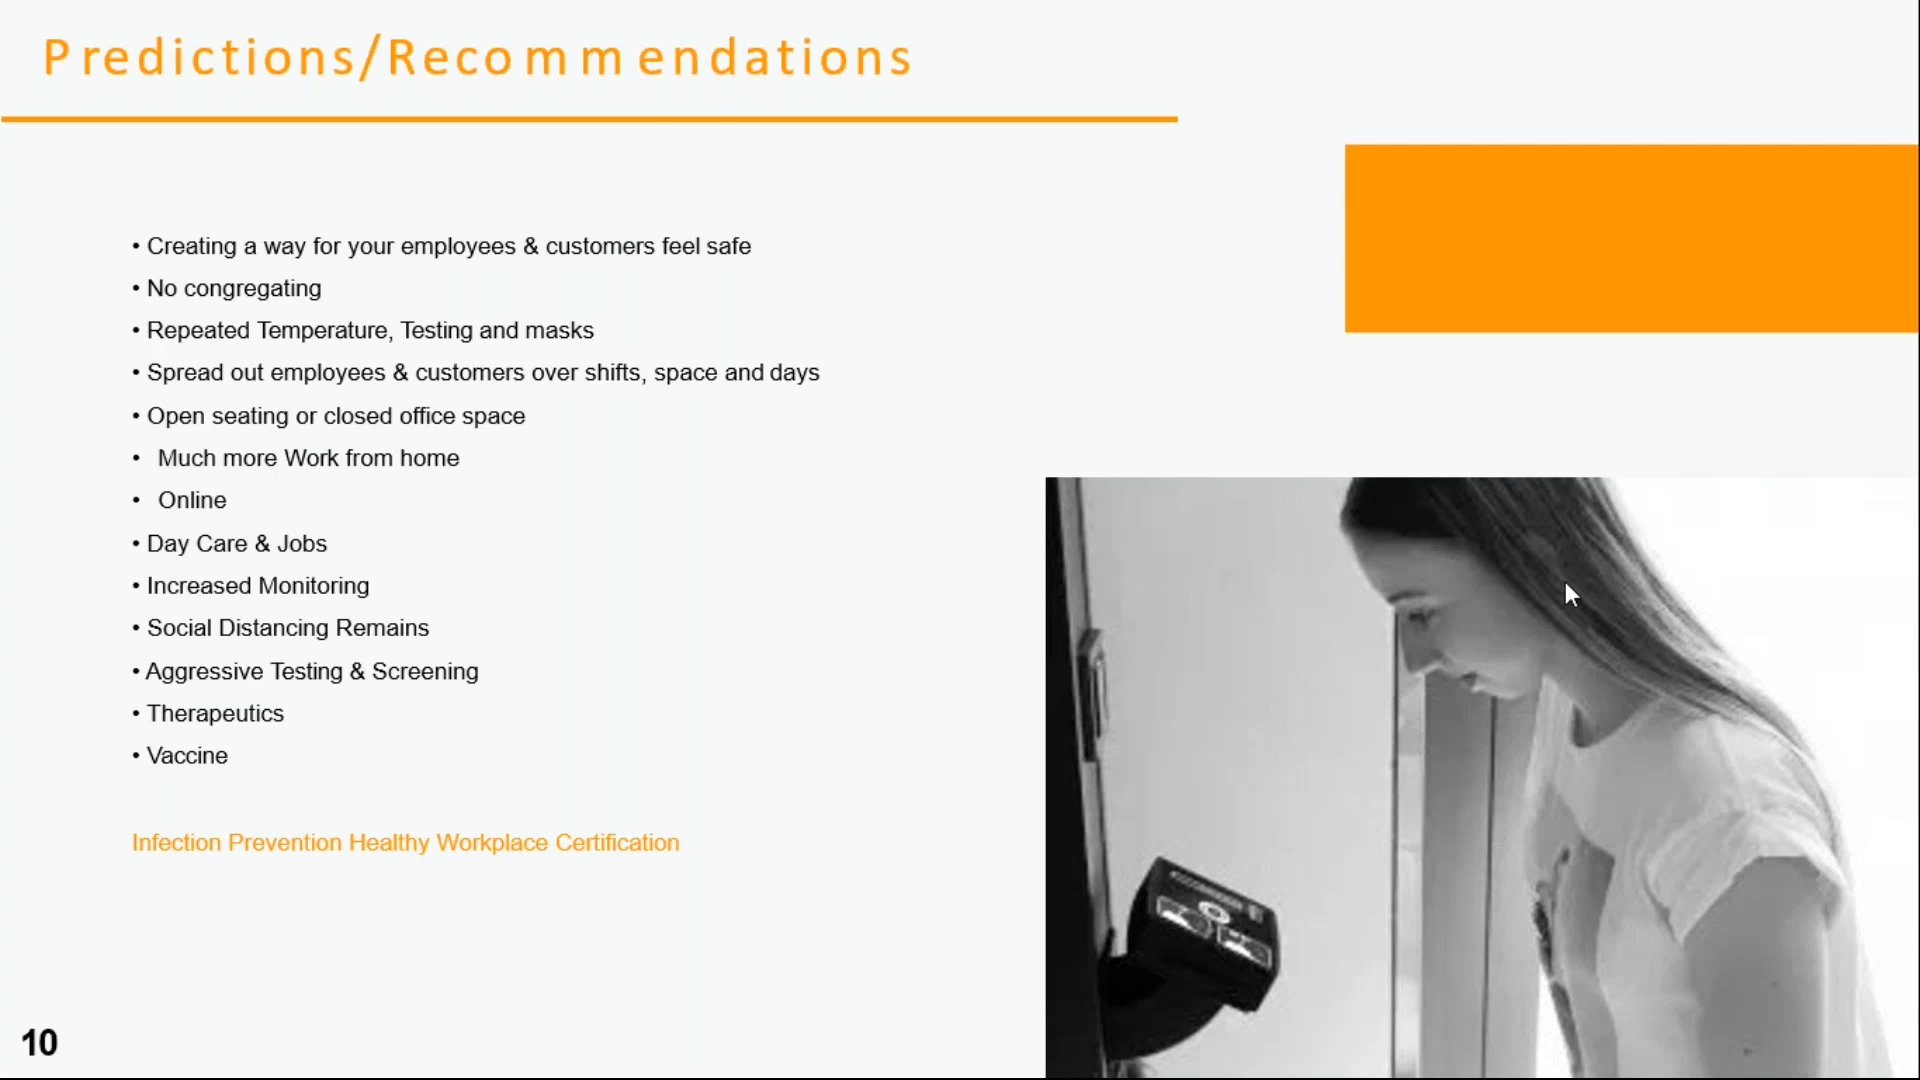 Predictions/Recommendations
• Creating a way for your employees & customers feel safe
• No congregating
• Repeated Temperature, Testing and masks
• Spread out employees & customers over shifts, space and days
• Open seating or closed office space
• Much more Work from home
• Online
• Day Care & Jobs
• Increased Monitoring
• Social Distancing Remains
• Aggressive Testing & Screening
• Therapeutics
• Vaccine
Infection Prevention Healthy Workplace Certification
10